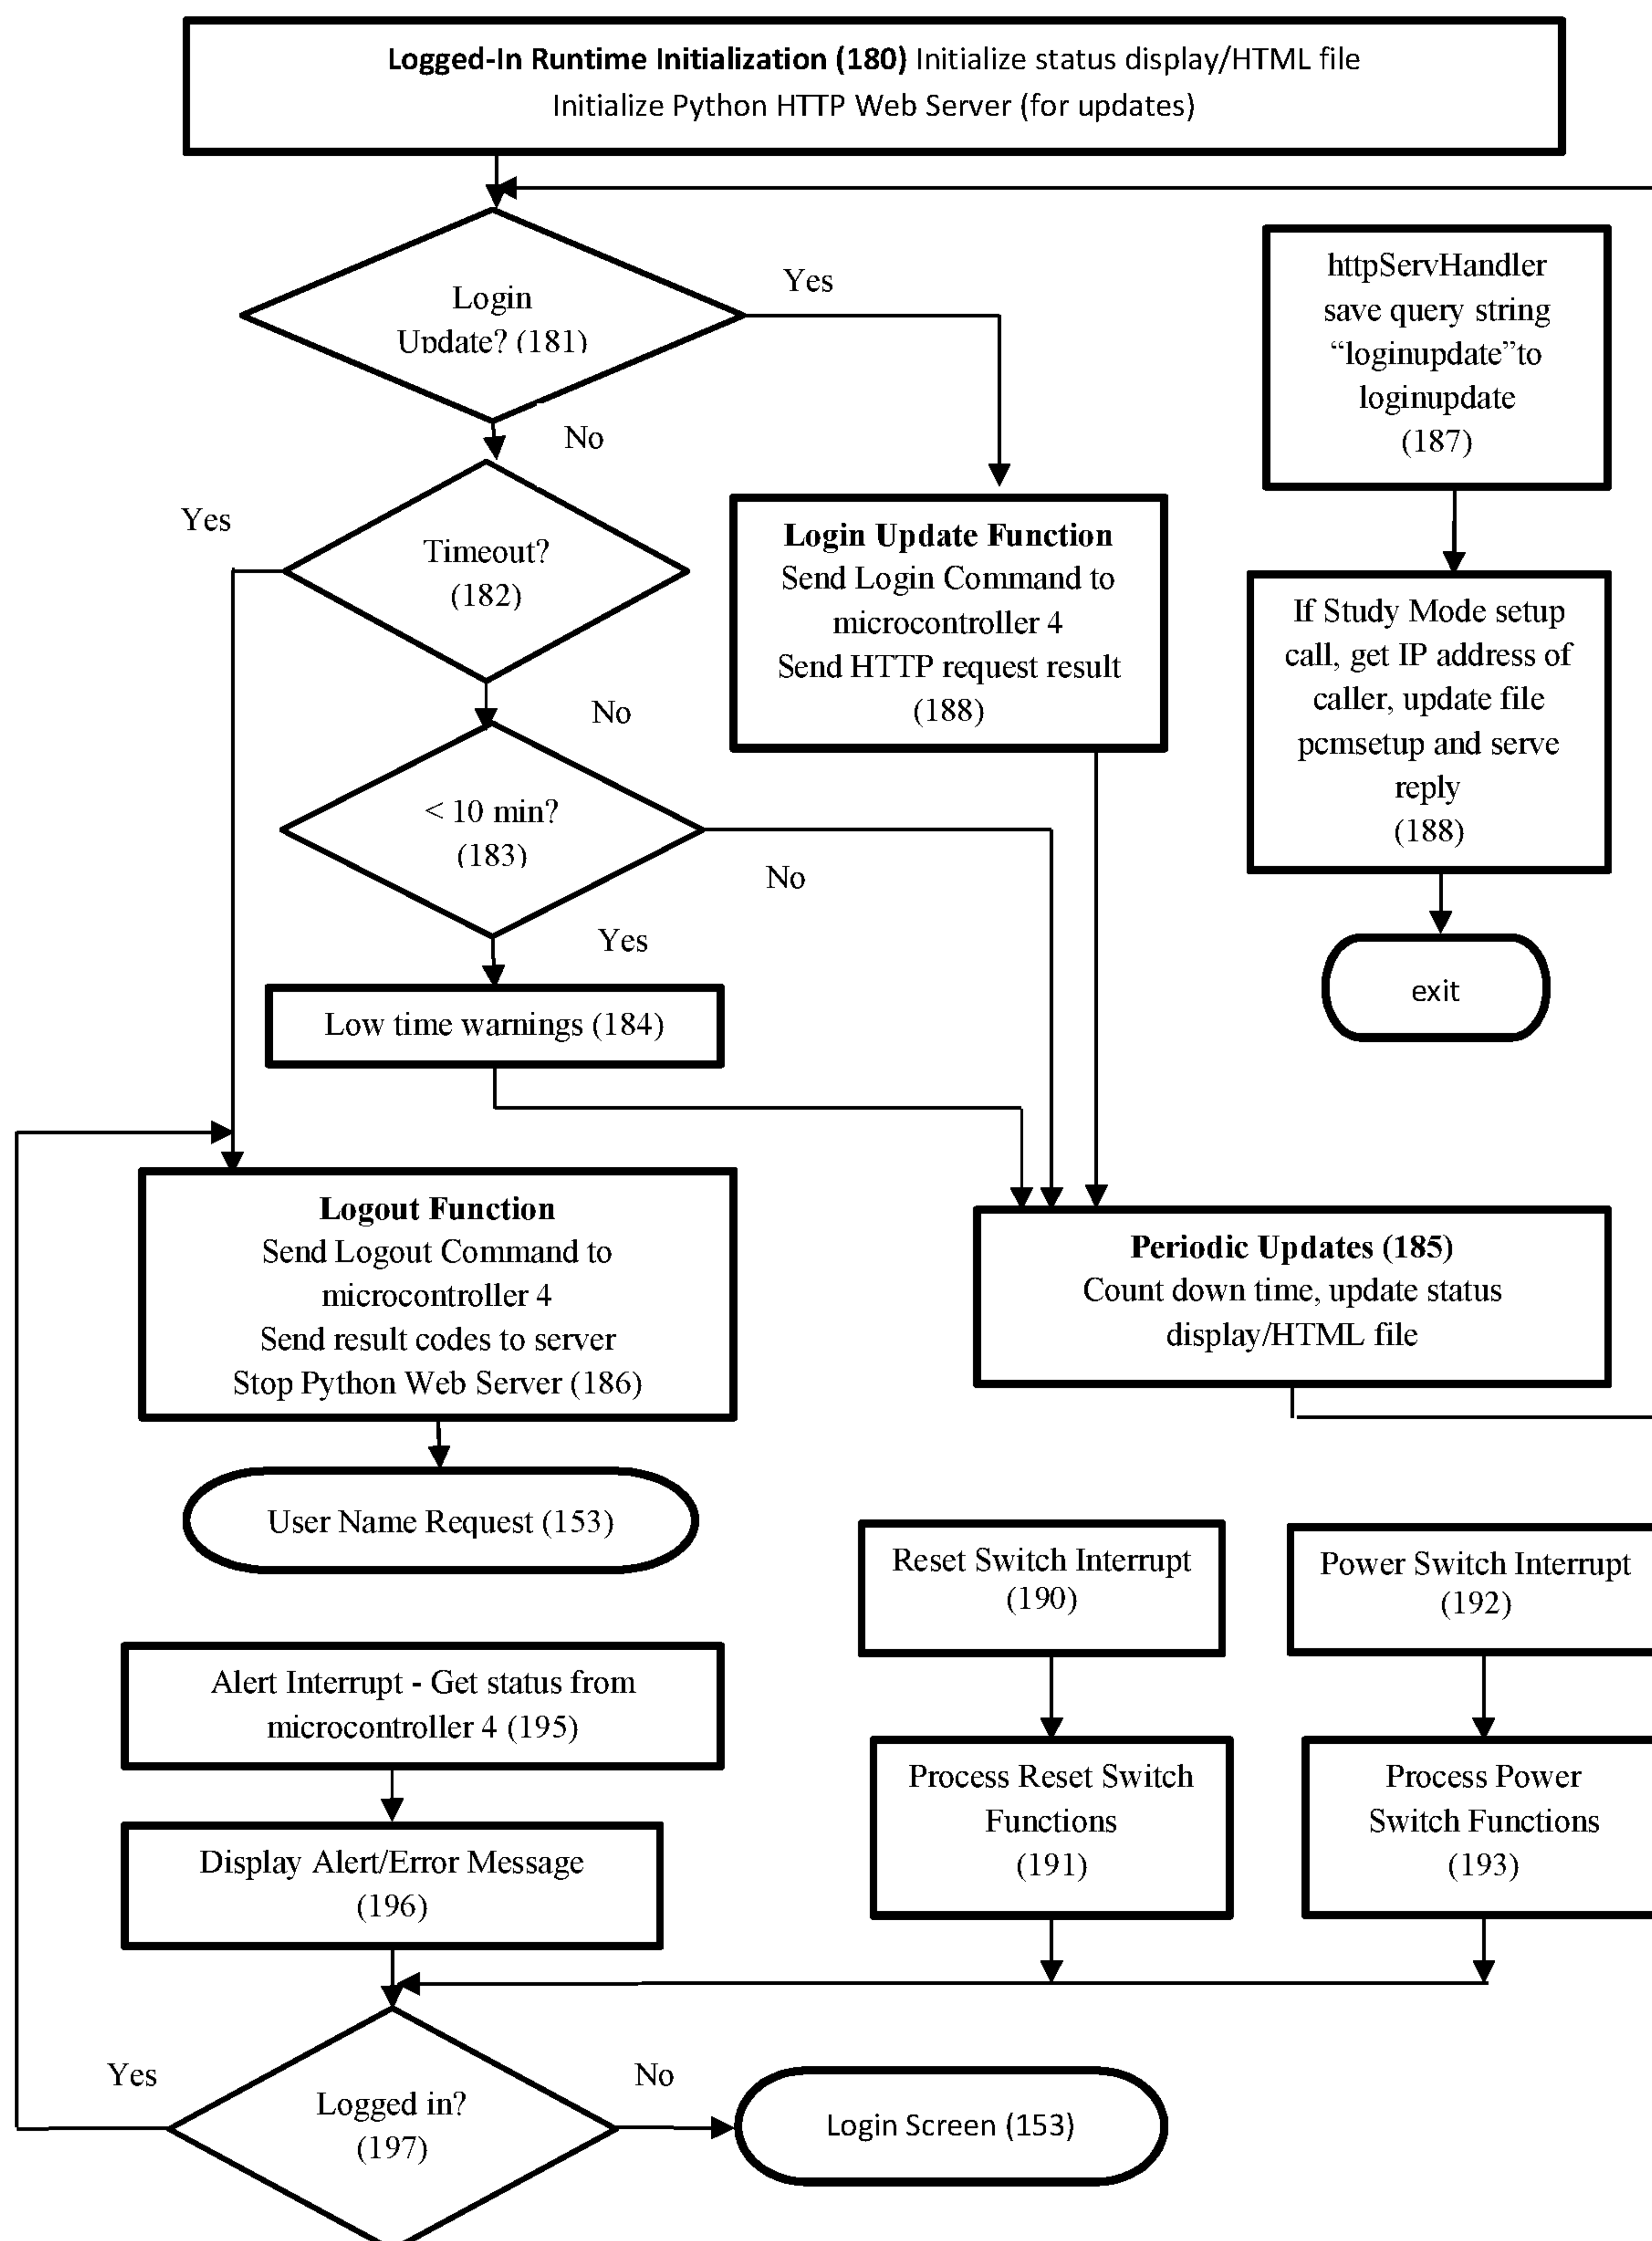 Logged-In Runtime Initialization (180) Initialize status display/HTML file
Initialize Python HTTP Web Server (for updates)
Login
Update? (181)
Yes
No
httpServHandler
save query string
“loginupdate”to
loginupdate
(187)
Yes
Timeout?
(182)
No
Login Update Function
Send Login Command to
microcontroller 4
Send HTTP request result
(188)
If Study Mode setup
call, get IP address of
caller, update file
pcmsetup and serve
reply
(188)
< 10 min?
(183)
No
Yes
exit
Low time warnings (184)
Logout Function
Send Logout Command to
microcontroller 4
Send result codes to server
Stop Python Web Server (186)
Periodic Updates (185)
Count down time, update status
display/HTML file
User Name Request (153)
Reset Switch Interrupt
(190)
Power Switch Interrupt
(192)
Alert Interrupt - Get status from
microcontroller 4 (195)
Process Reset Switch
Functions
(191)
Process Power
Switch Functions
(193)
Display Alert/Error Message
(196)
Yes
Logged in?
(197)
No
Login Screen (153)